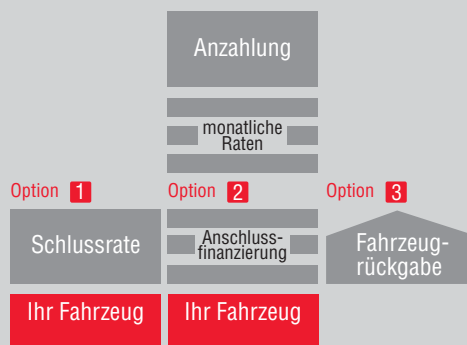 Anzahlung
monatliche
Raten
Option 1
Option 2
Option 3
Schlussrate
Anschluss-
finanzierung
Fahrzeug-
rückgabe
Ihr Fahrzeug
Ihr Fahrzeug